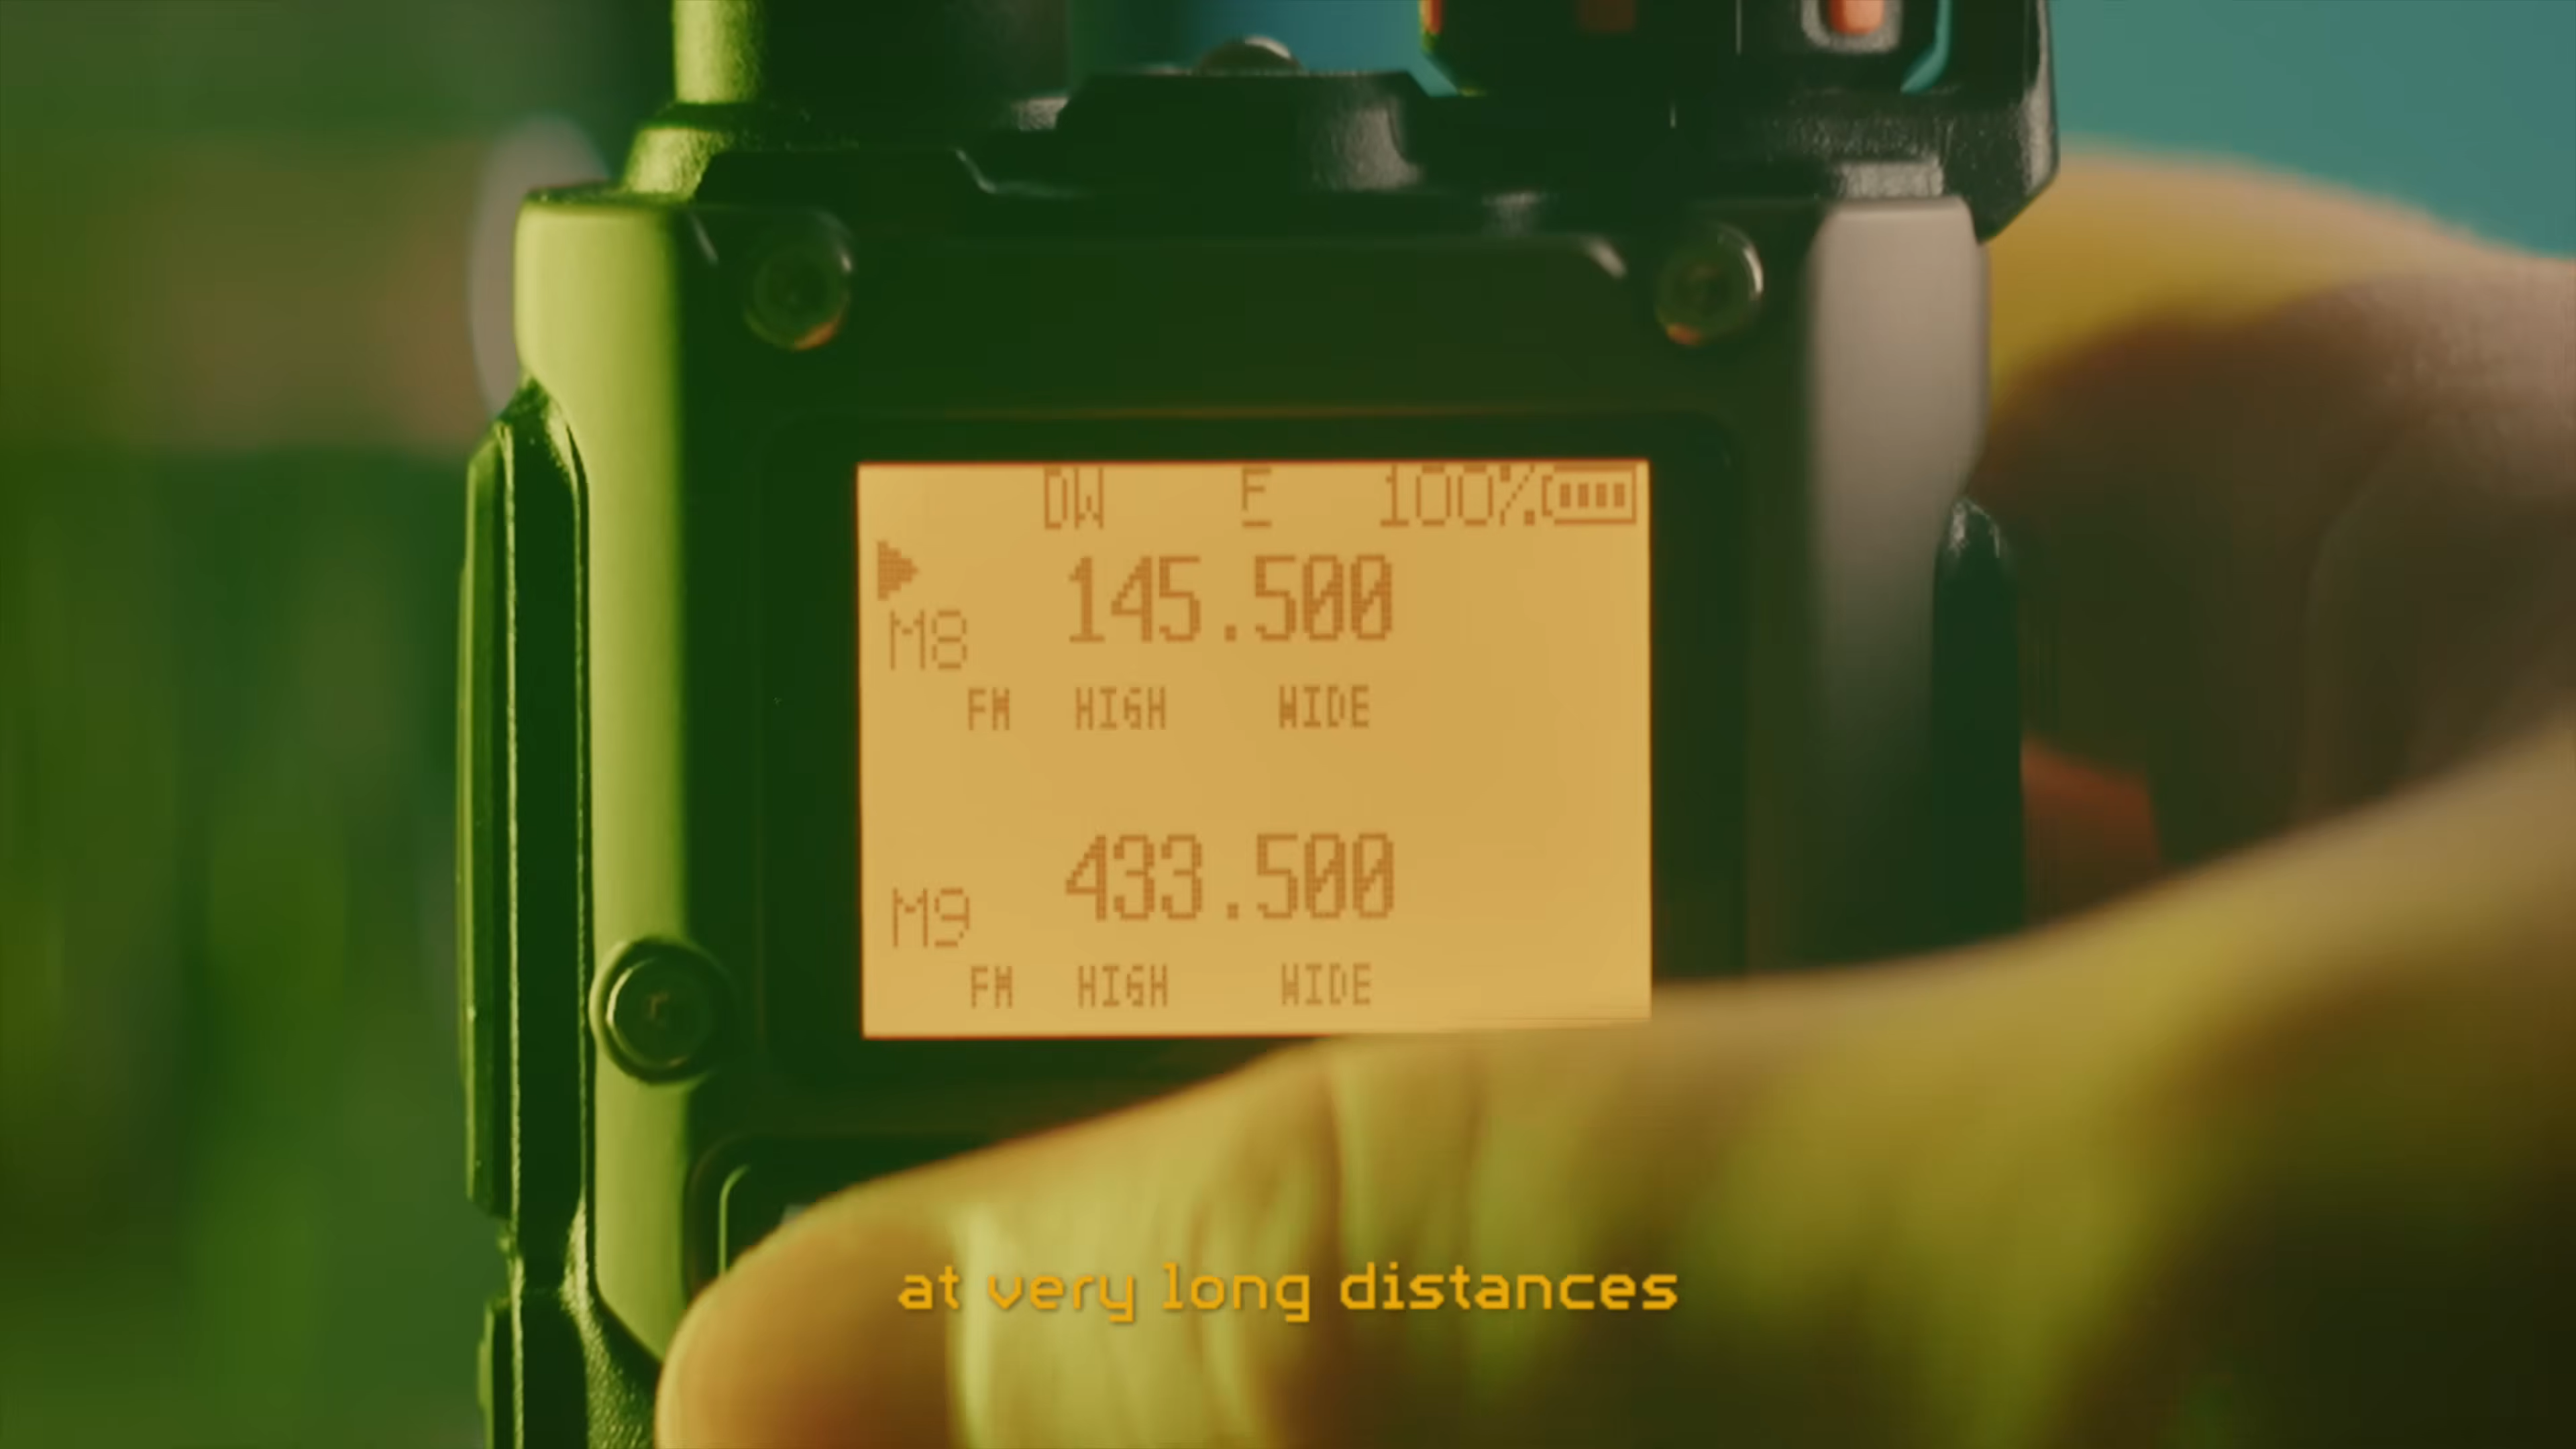 DW F 100%
145.500
M8
FM HIGH WIDE
433.500
M9
FM HIGH WIDE
at very long distances